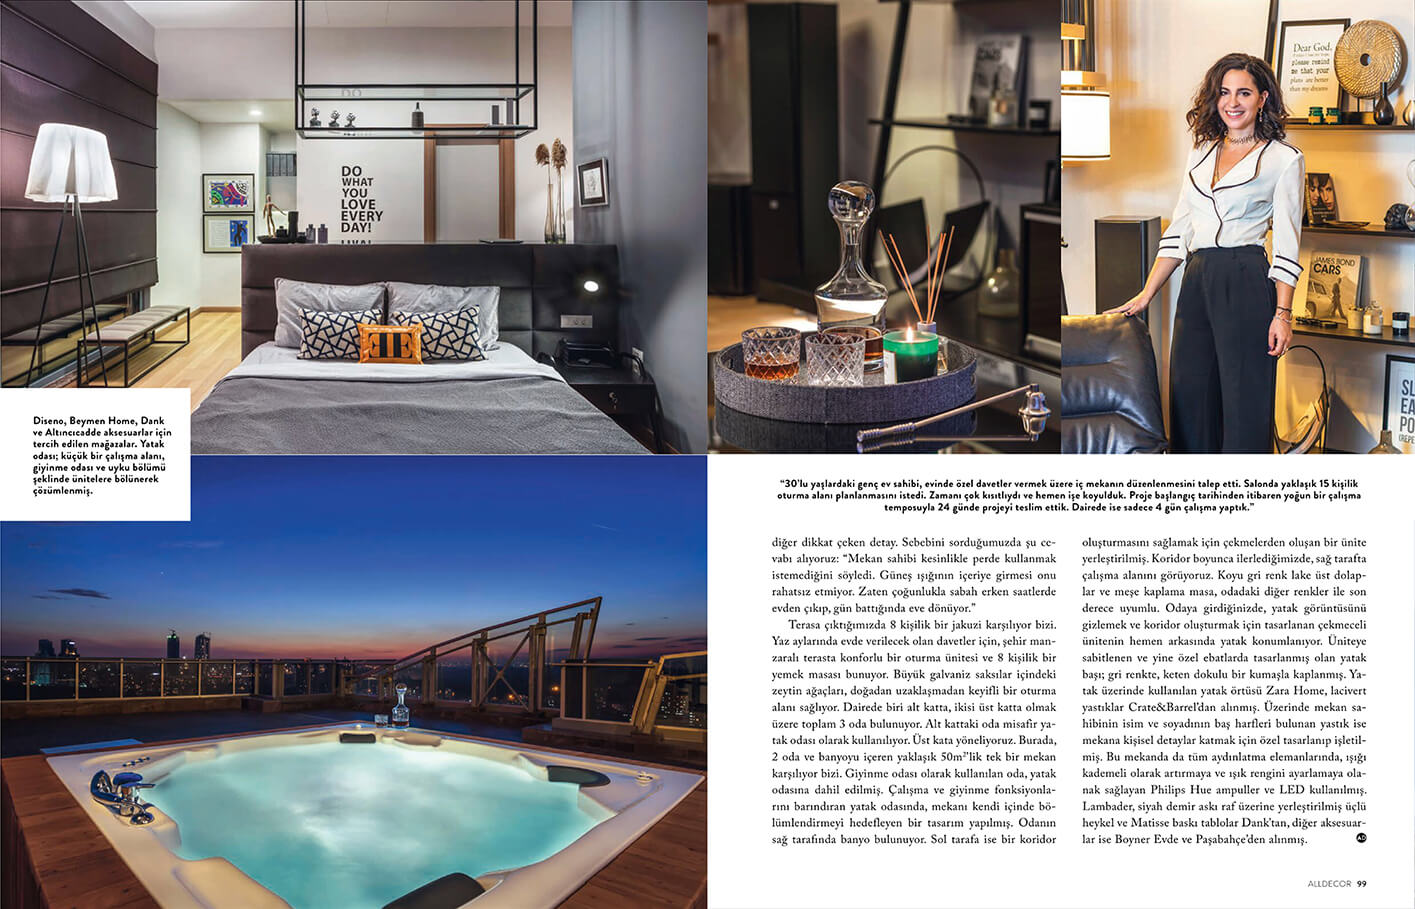 DO
WHAT
YOU
LOVE
EVERY
DAY!
Dear God,
please remind
me that your
plans are better
than my dreams
CARS
JAMES BOND
CARS
Diseno, Beymen Home, Dank
ve Altıncıcadde aksesuarlar için
tercih edilen mağazalar. Yatak
odası; küçük bir çalışma alanı,
giyinme odası ve uyku bölümü
şeklinde ünitelere bölünerek
çözümlenmiş.
“30’lu yaşlardaki genç ev sahibi, evinde özel davetler vermek üzere iç mekanın düzenlenmesini talep etti. Salonda yaklaşık 15 kişilik
oturma alanı planlanmasını istedi. Zamanı çok kısıtlıydı ve hemen işe koyulduk. Proje başlangıç tarihinden itibaren yoğun bir çalışma
temposuyla 24 günde projeyi teslim ettik. Dairede ise sadece 4 gün çalışma yaptık.”
diğer dikkat çeken detay. Sebebini sorduğumuzda şu ce-
vabı alıyoruz: “Mekan sahibi kesinlikle perde kullanmak
istemediğini söyledi. Güneş ışığının içeriye girmesi onu
rahatsız etmiyor. Zaten çoğunlukla sabah erken saatlerde
evden çıkıp, gün battığında eve dönüyor.”
Terasa çıktığımızda 8 kişilik bir jakuzi karşılıyor bizi.
Yaz aylarında evde verilecek olan davetler için, şehir man-
zaralı terasta konforlu bir oturma ünitesi ve 8 kişilik bir
yemek masası bunuyor. Büyük galvaniz saksılar içindeki
zeytin ağaçları, doğadan uzaklaşmadan keyifli bir oturma
alanı sağlıyor. Dairede biri alt katta, ikisi üst katta olmak
üzere toplam 3 oda bulunuyor. Alt kattaki oda misafir ya-
tak odası olarak kullanılıyor. Üst kata yöneliyoruz. Burada,
2 oda ve banyoyu içeren yaklaşık 50m²’lik tek bir mekan
karşılıyor bizi. Giyinme odası olarak kullanılan oda, yatak
odasına dahil edilmiş. Çalışma ve giyinme fonksiyonla-
rını barındıran yatak odasında, mekanı kendi içinde bö-
lümlendirmeyi hedefleyen bir tasarım yapılmış. Odanın
sağ tarafında banyo bulunuyor. Sol tarafa ise bir koridor
oluşturmasını sağlamak için çekmelerden oluşan bir ünite
yerleştirilmiş. Koridor boyunca ilerlediğimizde, sağ tarafta
çalışma alanını görüyoruz. Koyu gri renk lake üst dolap-
lar ve meşe kaplama masa, odadaki diğer renkler ile son
derece uyumlu. Odaya girdiğinizde, yatak görüntüsünü
gizlemek ve koridor oluşturmak için tasarlanan çekmeceli
ünitenin hemen arkasında yatak konumlanıyor. Üniteye
sabitlenen ve yine özel ebatlarda tasarlanmış olan yatak
başı; gri renkte, keten dokulu bir kumaşla kaplanmış. Ya-
tak üzerinde kullanılan yatak örtüsü Zara Home, lacivert
yastıklar Crate&Barrel’dan alınmış. Üzerinde mekan sa-
hibinin isim ve soyadının baş harfleri bulunan yastık ise
mekana kişisel detaylar katmak için özel tasarlanıp işletil-
miş. Bu mekanda da tüm aydınlatma elemanlarında, ışığı
kademeli olarak artırmaya ve ışık rengini ayarlamaya ola-
nak sağlayan Philips Hue ampuller ve LED kullanılmış.
Lambader, siyah demir askı raf üzerine yerleştirilmiş üçlü
heykel ve Matisse baskı tablolar Dank’tan, diğer aksesuar-
lar ise Boyner Evde ve Paşabahçe’den alınmış.
AD
ALLDECOR 99